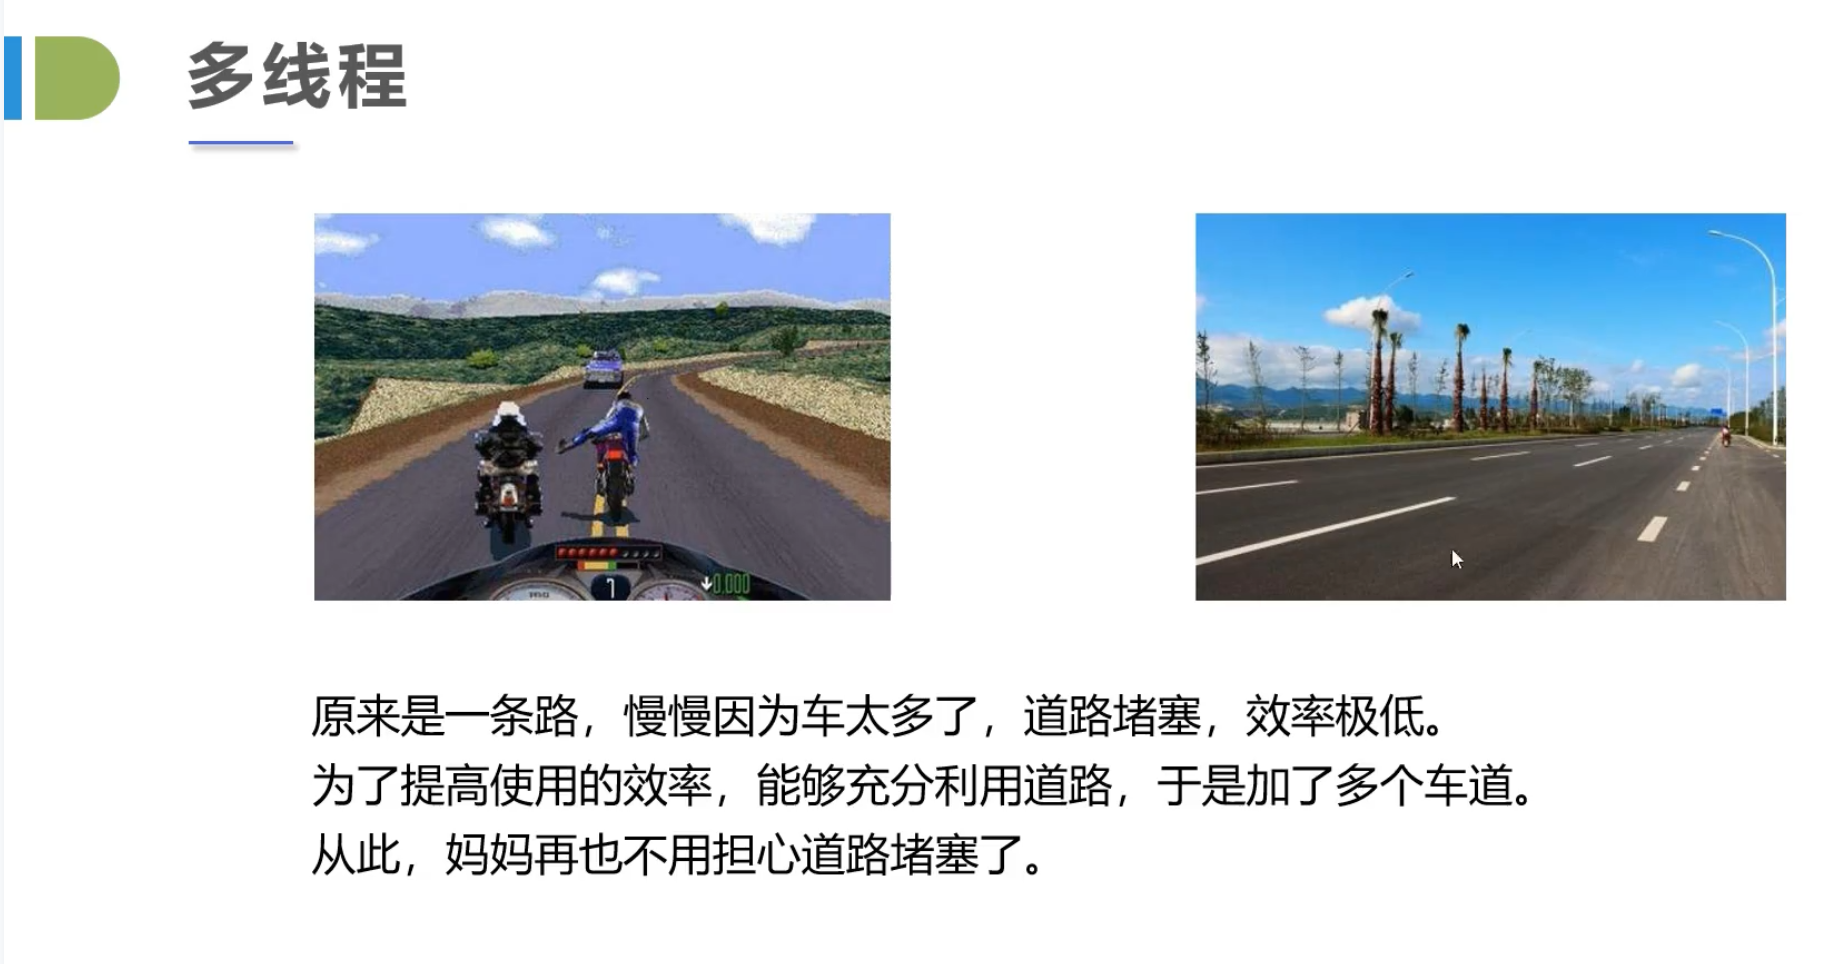 多线程
7
0.000
原来是一条路，慢慢因为车太多了，道路堵塞，效率极低。
为了提高使用的效率，能够充分利用道路，于是加了多个车道。
从此，妈妈再也不用担心道路堵塞了。